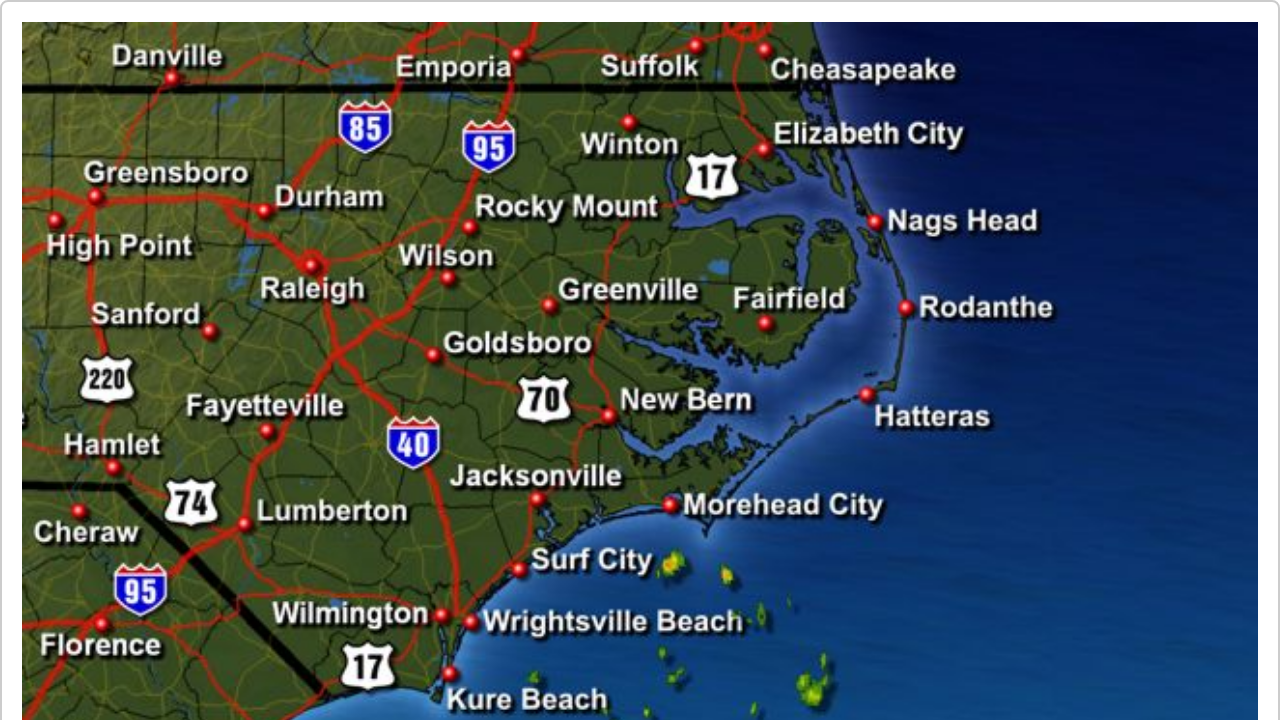 Danville
Emporia
Suffolk
Cheasapeake
85
95
Winton
Elizabeth City
17
Greensboro
Durham
Rocky Mount
Nags Head
High Point
Wilson
Raleigh
Greenville
Fairfield
Rodanthe
Sanford
Goldsboro
220
70
New Bern
Fayetteville
Hatteras
40
Hamlet
Jacksonville
74
Lumberton
Morehead City
Cheraw
Surf City
95
Wilmington
Wrightsville Beach
Florence
17
Kure Beach